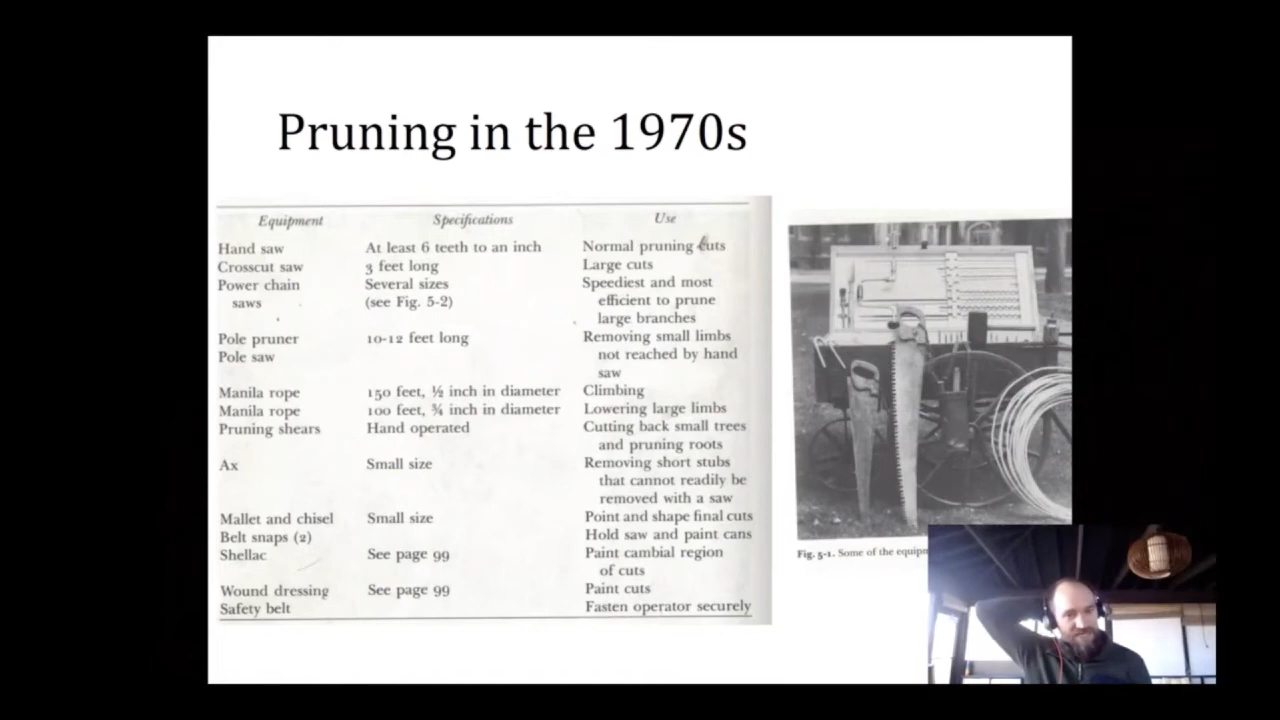 Pruning in the 1970s
Equipment Specifications Use
Hand saw At least 6 teeth to an inch Normal pruning cuts
Crosscut saw 3 feet long Large cuts
Power chain Several sizes Speediest and most
saws (see Fig. 5-2) efficient to prune
large branches
Pole pruner 10-12 feet long Removing small limbs
Pole saw not reached by hand
saw
Manila rope 150 feet, ½ inch in diameter Climbing
Manila rope 100 feet, ¾ inch in diameter Lowering large limbs
Pruning shears Hand operated Cutting back small trees
and pruning roots
Ax Small size Removing short stubs
that cannot readily be
removed with a saw
Mallet and chisel Small size Point and shape final cuts
Belt snaps (2) Hold saw and paint cans
Shellac See page 99 Paint cambial region
of cuts
Wound dressing See page 99 Paint cuts
Safety belt Fasten operator securely
Fig. 5-1. Some of the equipm